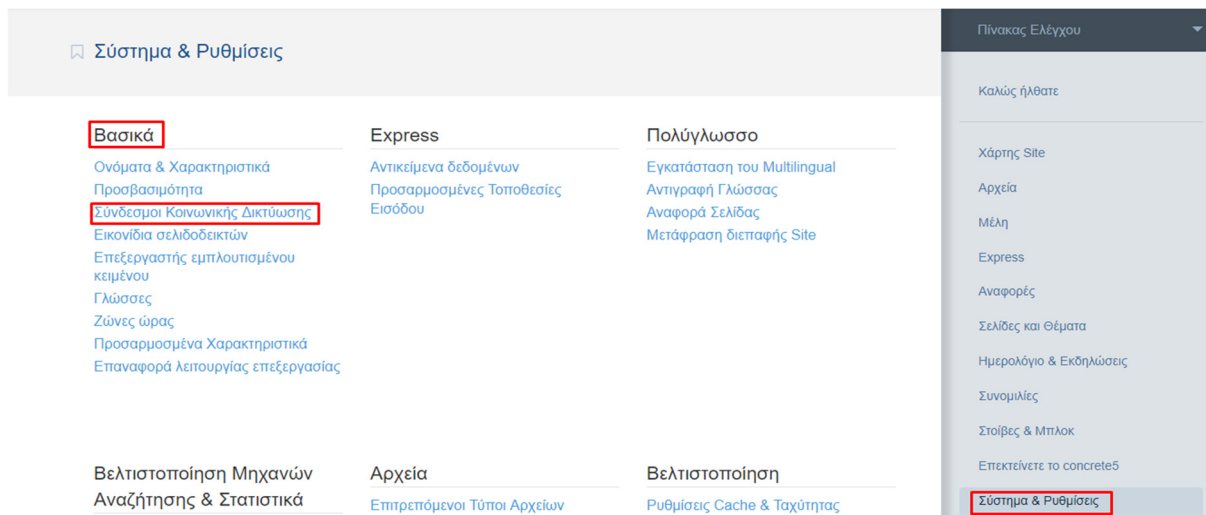 Σύστημα & Ρυθμίσεις
Βασικά
Ονόματα & Χαρακτηριστικά
Προσβασιμότητα
Σύνδεσμοι Κοινωνικής Δικτύωσης
Εικονίδια σελιδοδεικτών
Επεξεργαστής εμπλουτισμένου
κειμένου
Γλώσσες
Ζώνες ώρας
Προσαρμοσμένα Χαρακτηριστικά
Επαναφορά λειτουργίας επεξεργασίας
Express
Αντικείμενα δεδομένων
Προσαρμοσμένες Τοποθεσίες
Εισόδου
Πολύγλωσσο
Εγκατάσταση του Multilingual
Αντιγραφή Γλώσσας
Αναφορά Σελίδας
Μετάφραση διεπαφής Site
Βελτιστοποίηση Μηχανών
Αναζήτησης & Στατιστικά
Αρχεία
Επιτρεπόμενοι Τύποι Αρχείων
Βελτιστοποίηση
Ρυθμίσεις Cache & Ταχύτητας
Πίνακας Ελέγχου
Καλώς ήλθατε
Χάρτης Site
Αρχεία
Μέλη
Express
Αναφορές
Σελίδες και Θέματα
Ημερολόγιο & Εκδηλώσεις
Συνομιλίες
Στοίβες & Μπλοκ
Επεκτείνετε το concrete5
Σύστημα & Ρυθμίσεις